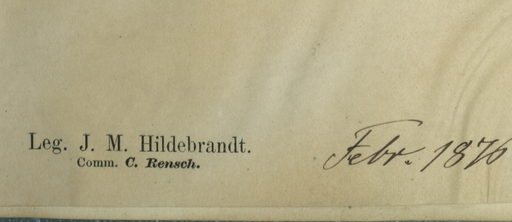 Leg. J. M. Hildebrandt.
Comm. C. Rensch.
Febr. 1876